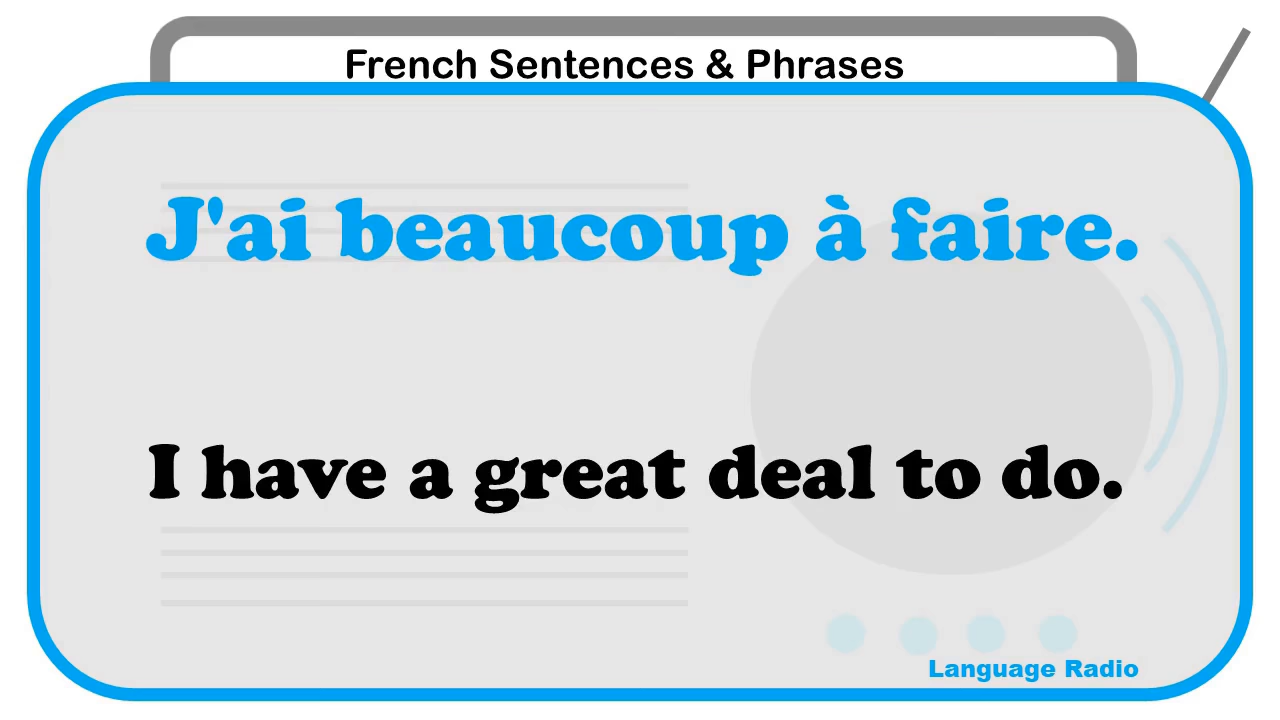 French Sentences & Phrases
J'ai beaucoup à faire.
I have a great deal to do.
Language Radio